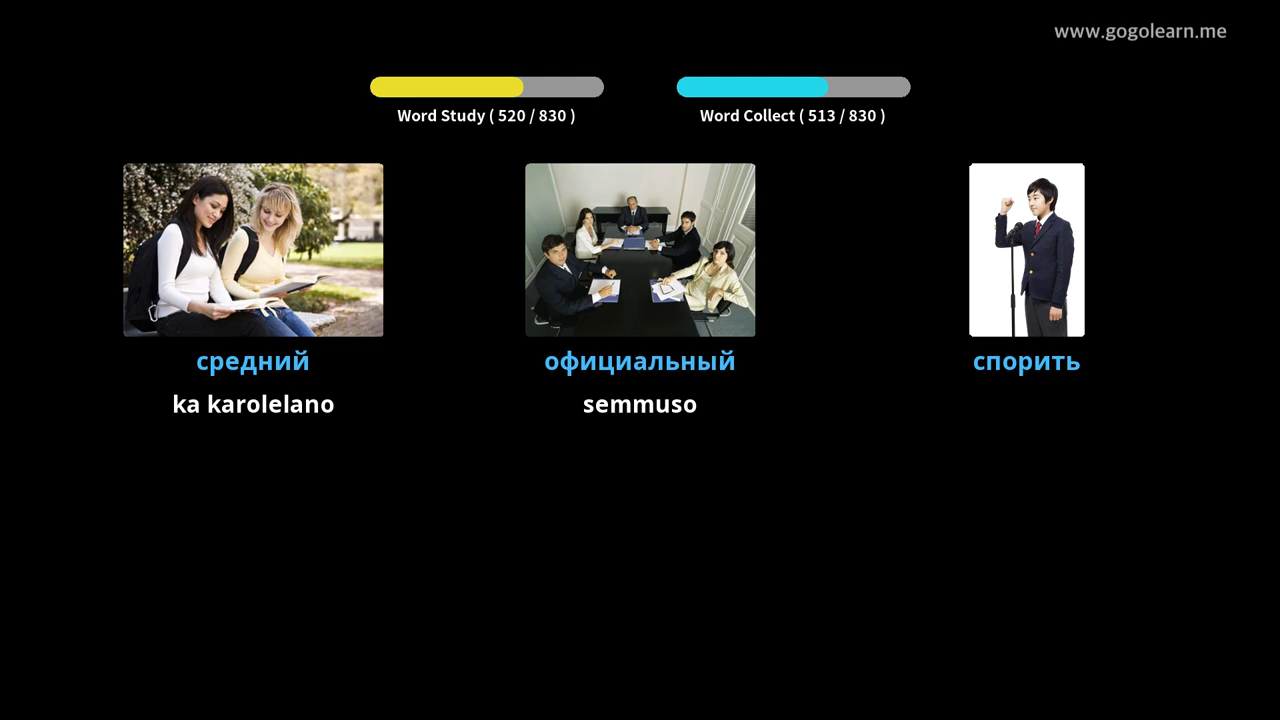 www.gogolearn.me
Word Study ( 520 / 830 )
Word Collect ( 513 / 830 )
средний
официальный
спорить
ka karolelano
semmuso